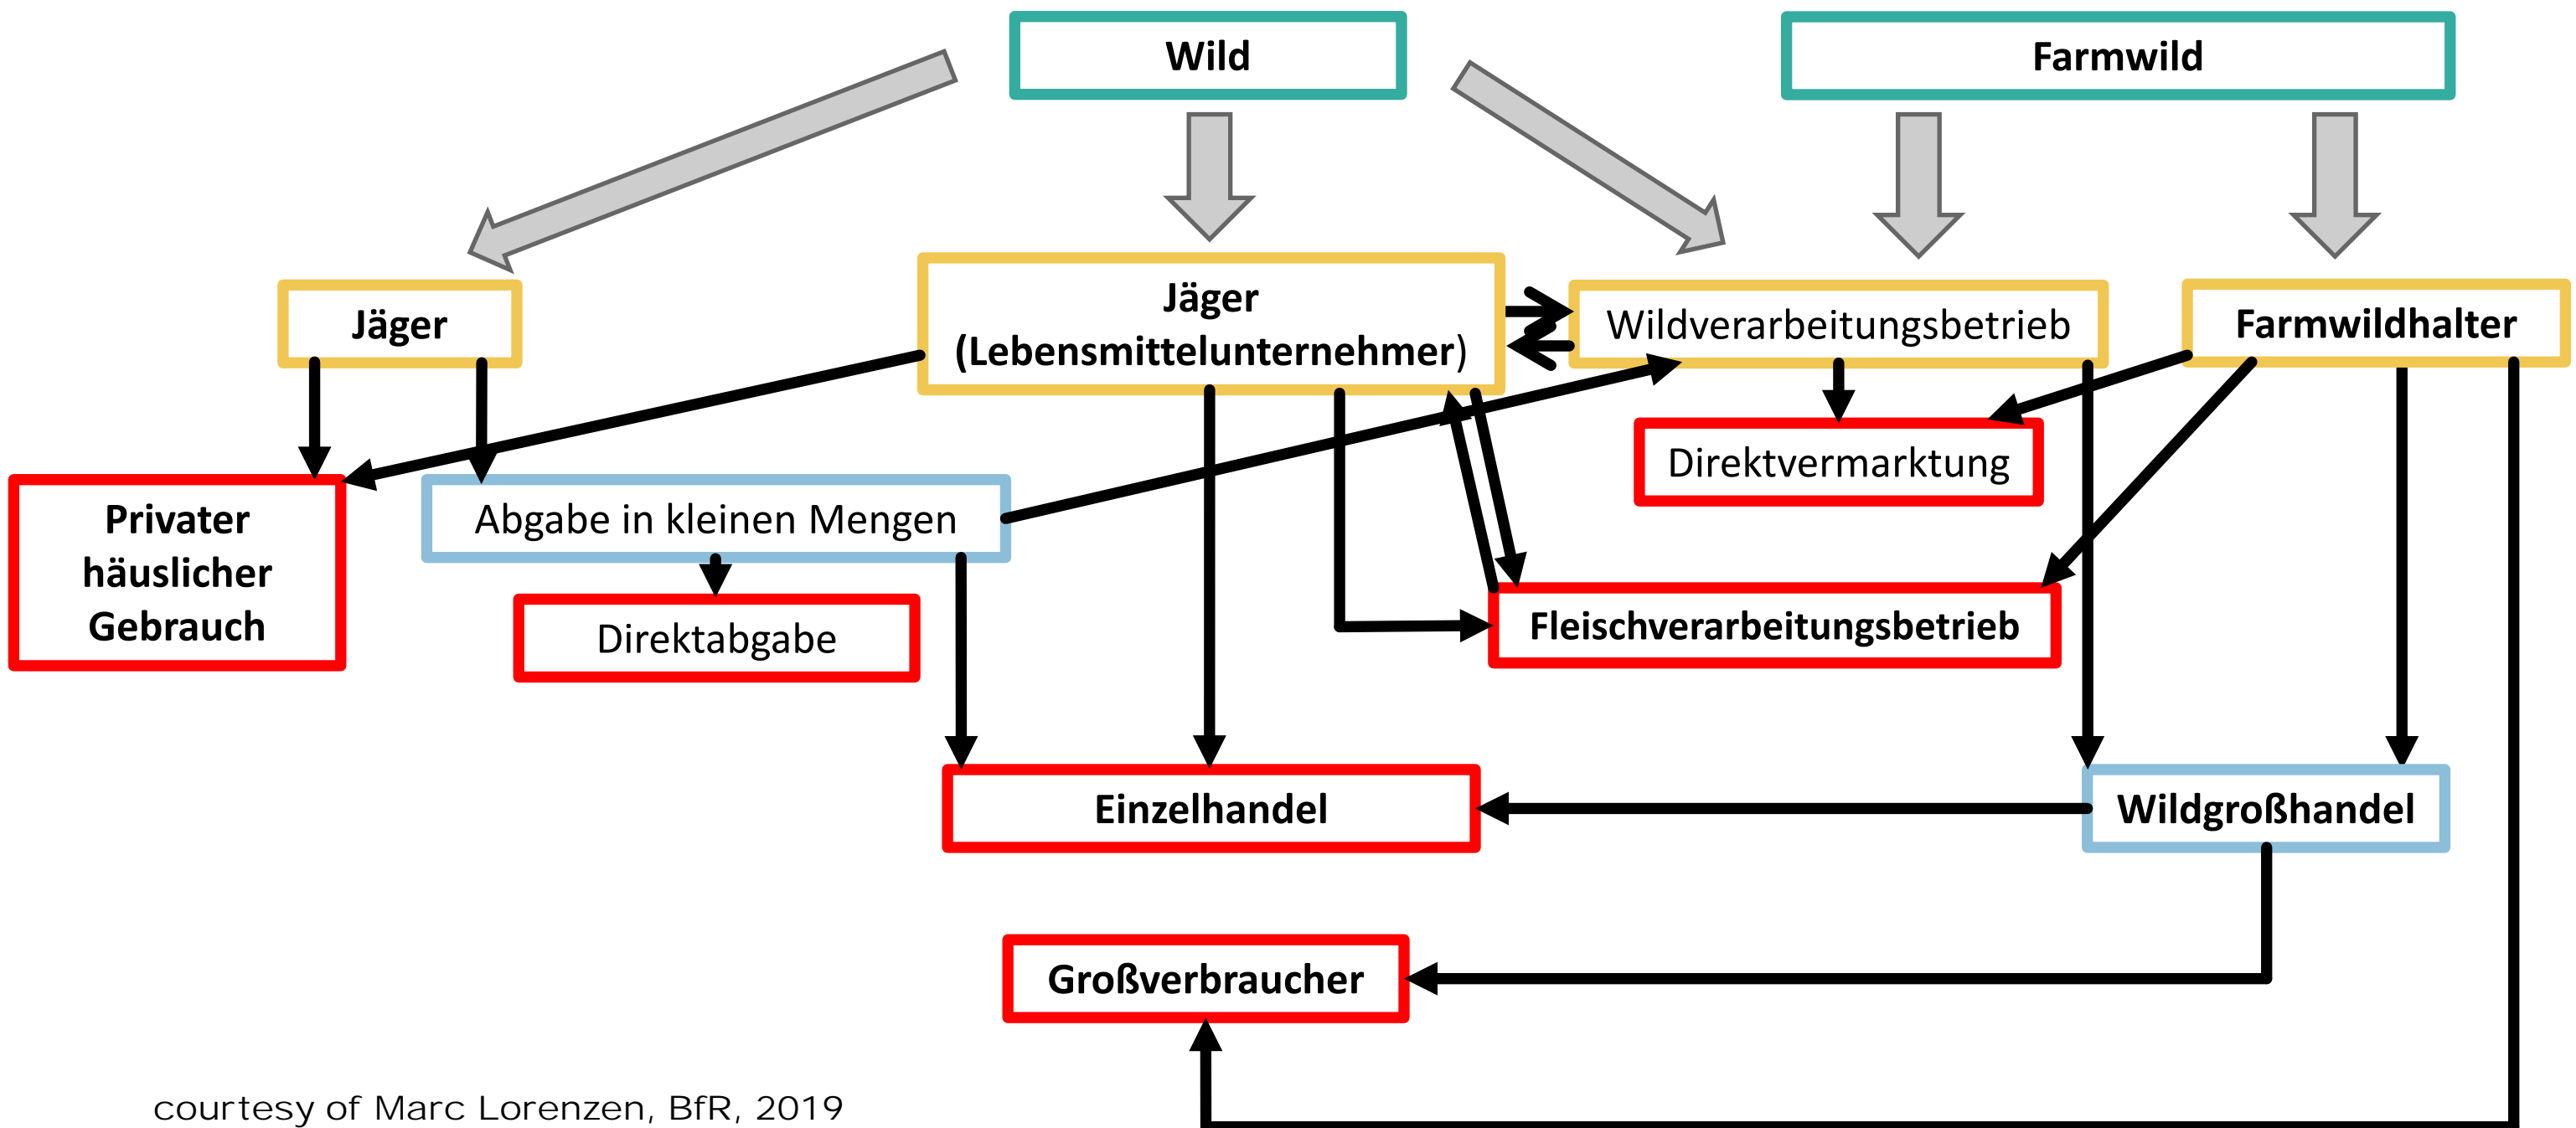 Wild
Farmwild
Jäger
Jäger
(Lebensmittelunternehmer)
Wildverarbeitungsbetrieb
Farmwildhalter
Direktvermarktung
Privater
häuslicher
Gebrauch
Abgabe in kleinen Mengen
Direktabgabe
Fleischverarbeitungsbetrieb
Einzelhandel
Wildgroßhandel
Großverbraucher
courtesy of Marc Lorenzen, BfR, 2019